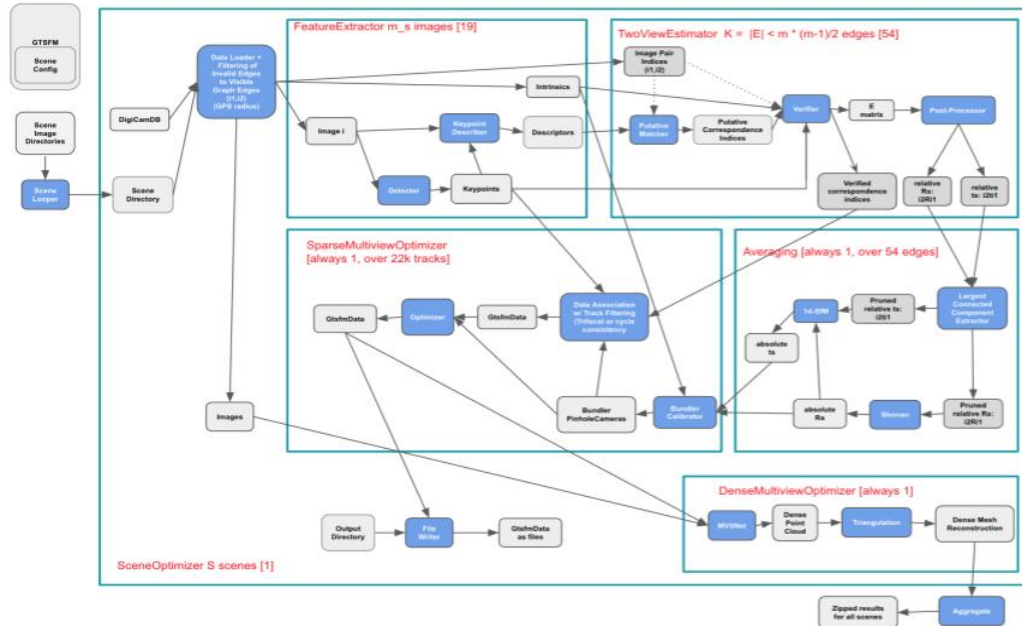 FeatureExtractor m_s images [19]
TwoViewEstimator K = |E| < m * (m-1)/2 edges [54]
GTSFM
Scene
Config
Data Loader +
Filtering of
Invalid Edges
to Visible
Graph Edges
(i1,i2)
(GPS radius)
Image Pair
Indices
(i1,i2)
Intrinsics
DigiCamDB
Scene
Image
Directories
Image i
Keypoint
Describer
Descriptors
Putative
Matcher
Putative
Correspondence
Indices
Verifier
E
matrix
Post-Processor
Scene
Looper
Scene
Directory
Detector
Keypoints
Verified
correspondence
indices
relative
Rs:
i2Ri1
relative
ts: i2ti1
SparseMultiviewOptimizer
[always 1, over 22k tracks]
Averaging [always 1, over 54 edges]
GtsfmData
Optimizer
GtsfmData
Data Association
w/ Track Filtering
(Trifocal or cycle
consistency
1d-SfM
Pruned
relative ts:
i2ti1
Largest
Connected
Component
Extractor
absolute
ts
Images
Bundler
PinholeCameras
Bundler
Calibrator
absolute
Rs
Shonan
Pruned
relative Rs:
i2Ri1
DenseMultiviewOptimizer [always 1]
Output
Directory
File
Writer
GtsfmData
as files
MVSNet
Dense
Point
Cloud
Triangulation
Dense Mesh
Reconstruction
SceneOptimizer S scenes [1]
Zipped results
for all scenes
Aggregate